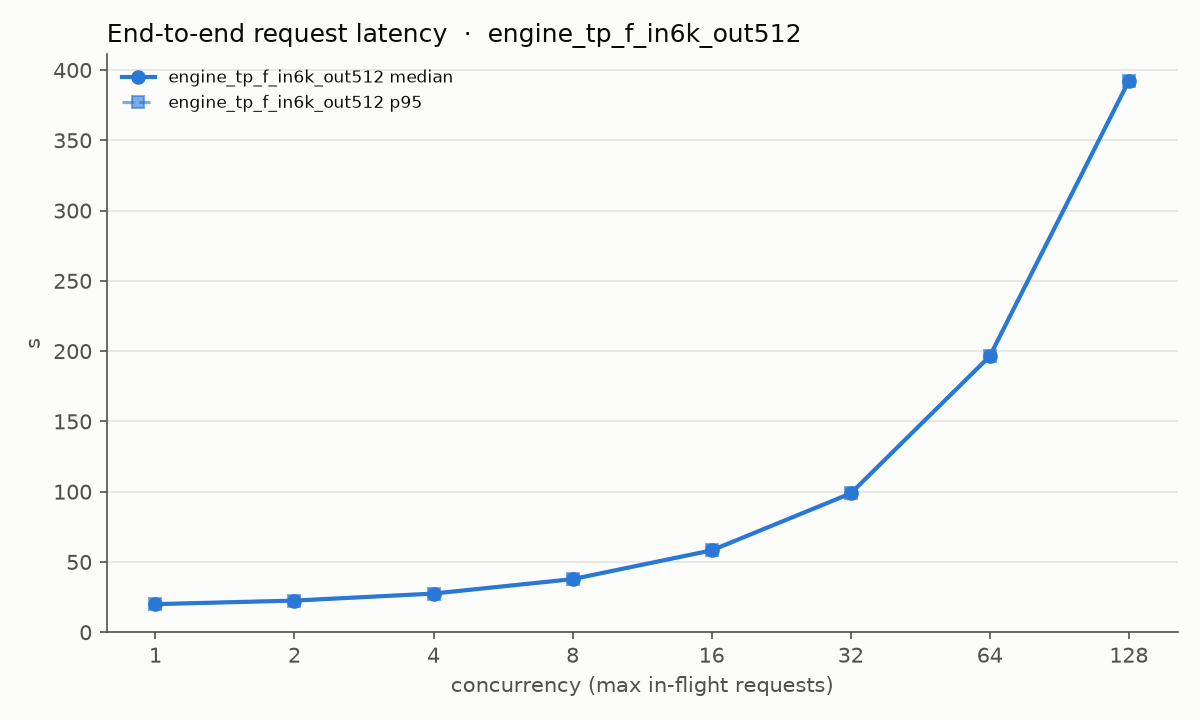 End-to-end request latency · engine_tp_f_in6k_out512
engine_tp_f_in6k_out512 median
engine_tp_f_in6k_out512 p95
400
350
300
250
200
150
100
50
0
s
1 2 4 8 16 32 64 128
concurrency (max in-flight requests)